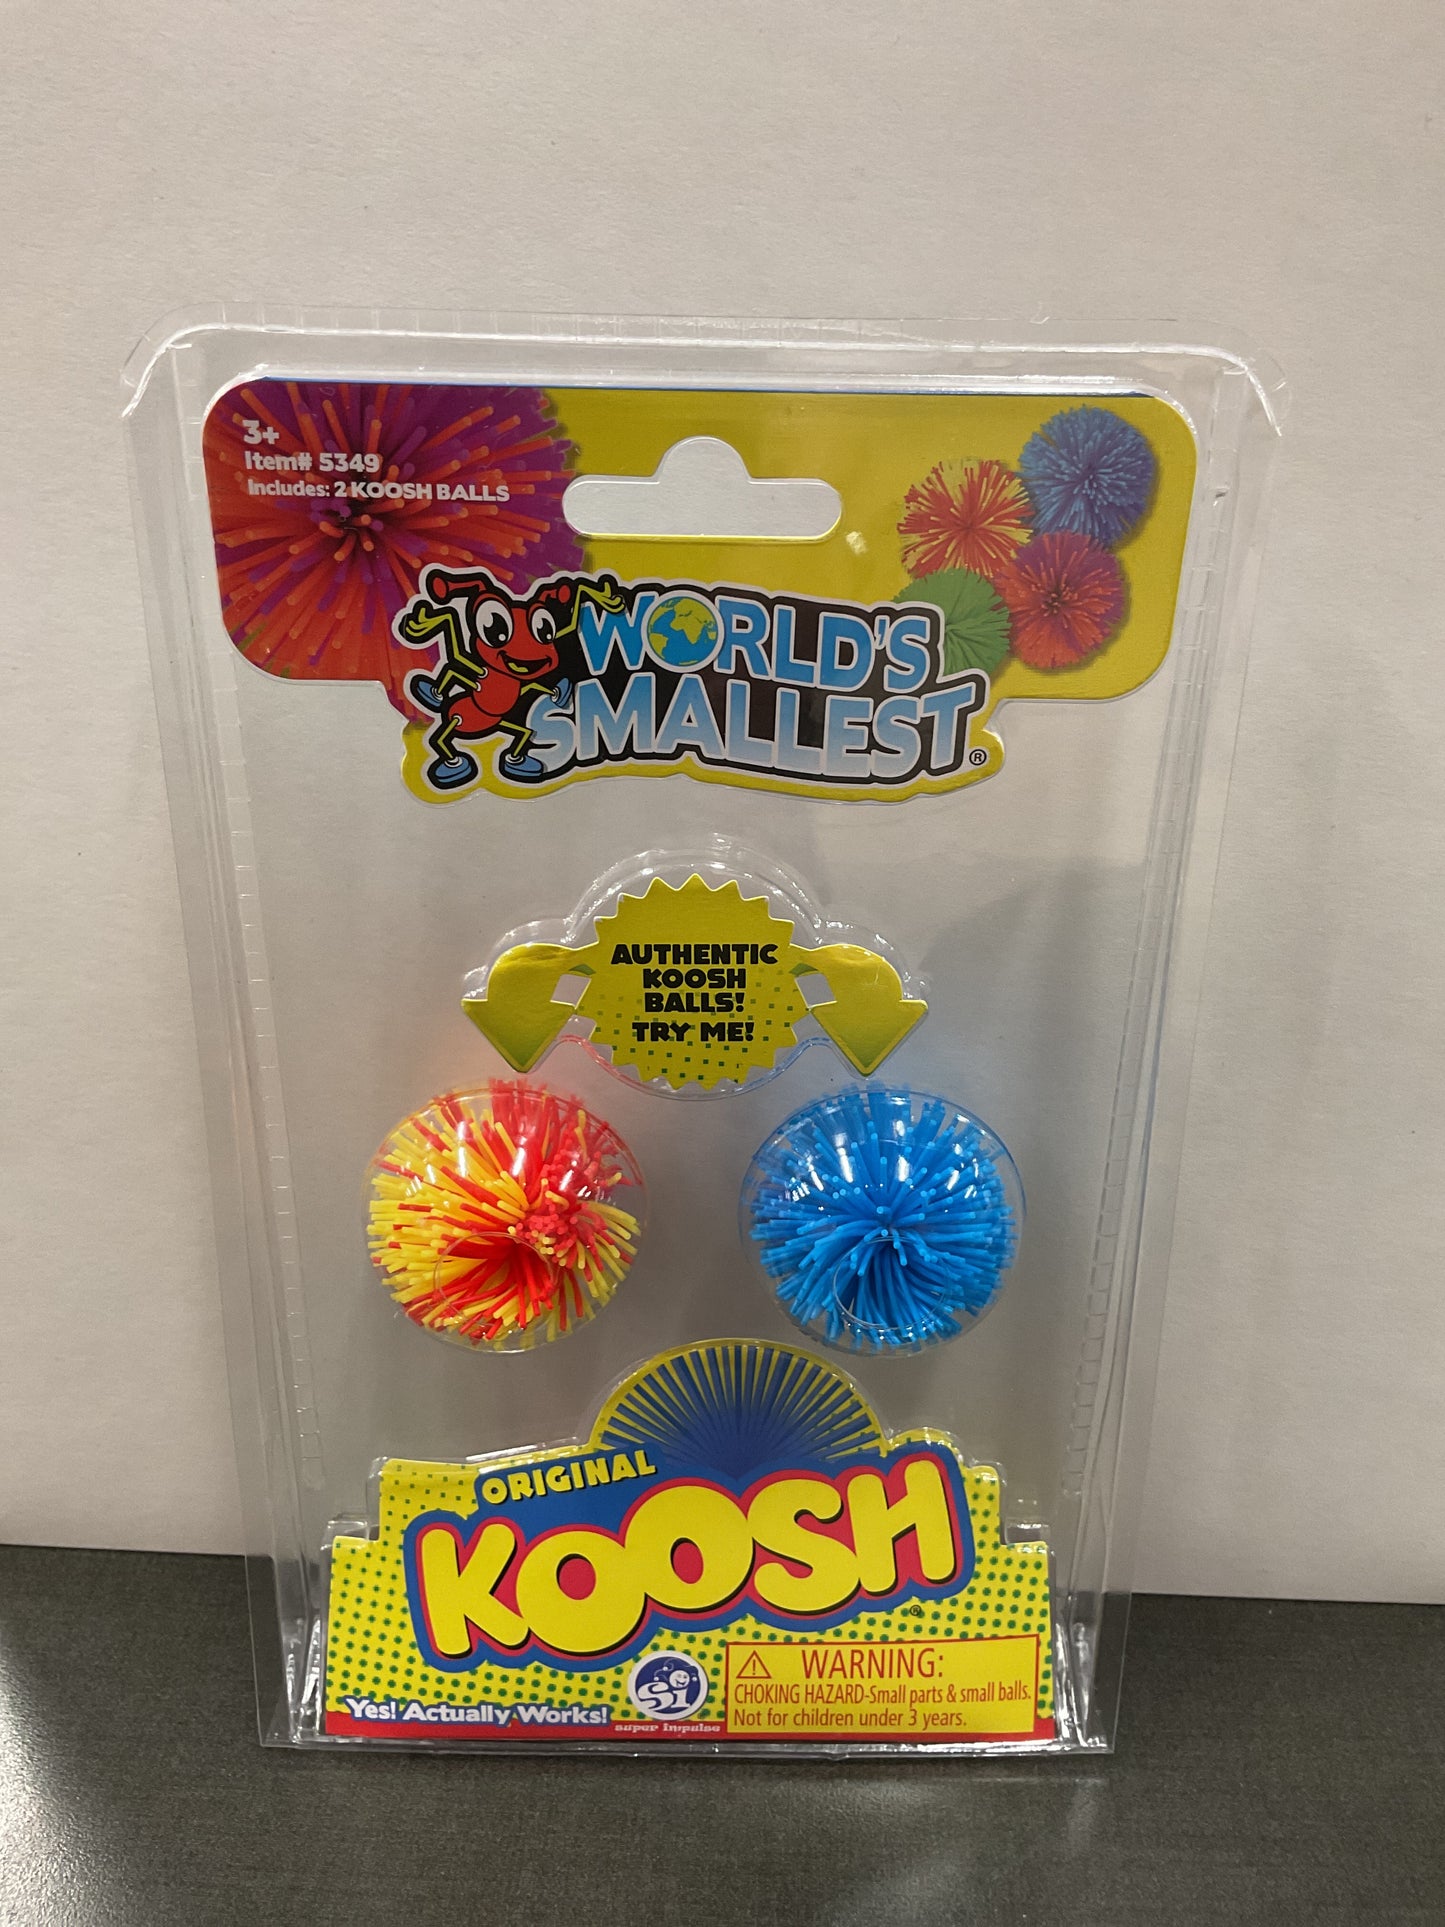 3+
Item# 5349
Includes: 2 KOOSH BALLS
WORLD'S
SMALLEST®
AUTHENTIC
KOOSH
BALLS!
TRY ME!
ORIGINAL
KOOSH®
WARNING:
CHOKING HAZARD-Small parts & small balls.
Not for children under 3 years.
Yes! Actually Works!
Si
super impulse